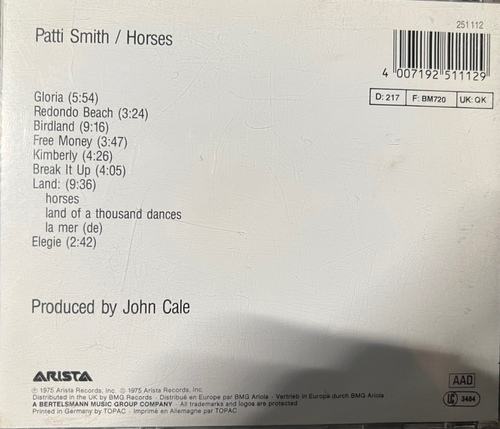 Patti Smith / Horses
251 112
4 007192 511129
D: 217 F: BM720 UK: QK
Gloria (5:54)
Redondo Beach (3:24)
Birdland (9:16)
Free Money (3:47)
Kimberly (4:26)
Break It Up (4:05)
Land: (9:36)
horses
land of a thousand dances
la mer (de)
Elegie (2:42)
Produced by John Cale
ARISTA
AAD
LC 3484
℗ 1975 Arista Records, Inc. © 1975 Arista Records, Inc.
Distributed in the UK by BMG Records · Distribué en Europe par BMG Ariola · Vertrieb in Europa durch BMG Ariola
A BERTELSMANN MUSIC GROUP COMPANY · All trademarks and logos are protected
Printed in Germany by TOPAC · Imprimé en Allemagne par TOPAC